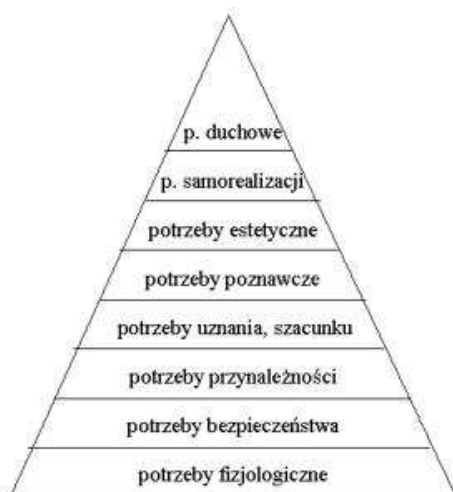 p. duchowe
p. samorealizacji
potrzeby estetyczne
potrzeby poznawcze
potrzeby uznania, szacunku
potrzeby przynależności
potrzeby bezpieczeństwa
potrzeby fizjologiczne